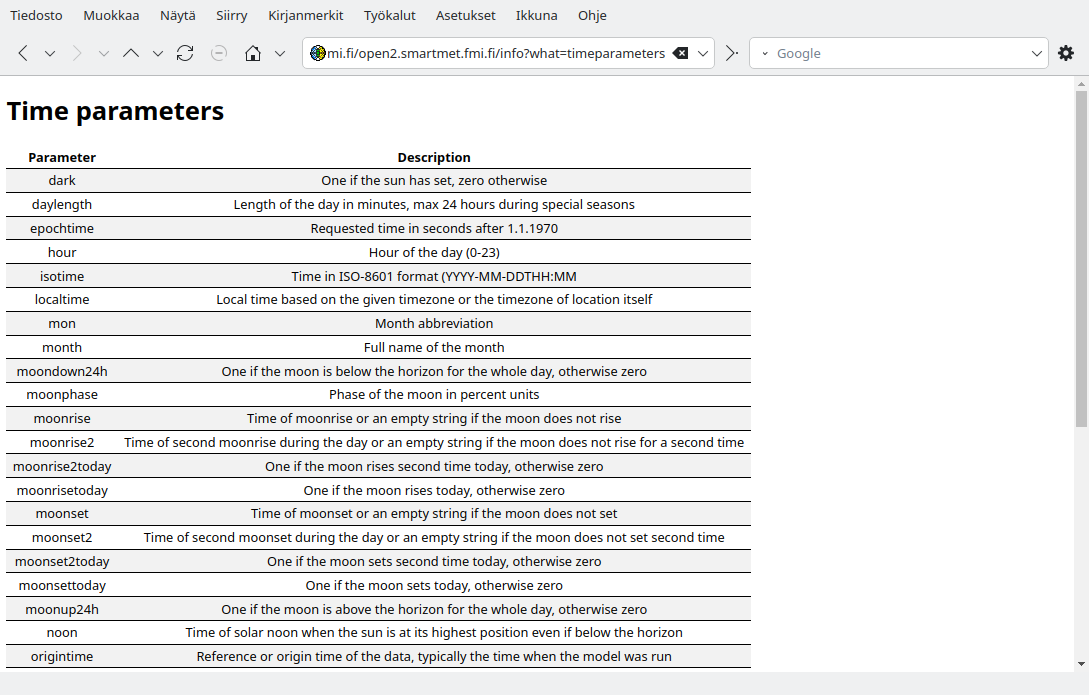 Tiedosto Muokkaa Näytä Siirry Kirjanmerkit Työkalut Asetukset Ikkuna Ohje
mi.fi/open2.smartmet.fmi.fi/info?what=timeparameters Google
Time parameters
Parameter Description
dark One if the sun has set, zero otherwise
daylength Length of the day in minutes, max 24 hours during special seasons
epochtime Requested time in seconds after 1.1.1970
hour Hour of the day (0-23)
isotime Time in ISO-8601 format (YYYY-MM-DDTHH:MM
localtime Local time based on the given timezone or the timezone of location itself
mon Month abbreviation
month Full name of the month
moondown24h One if the moon is below the horizon for the whole day, otherwise zero
moonphase Phase of the moon in percent units
moonrise Time of moonrise or an empty string if the moon does not rise
moonrise2 Time of second moonrise during the day or an empty string if the moon does not rise for a second time
moonrise2today One if the moon rises second time today, otherwise zero
moonrisetoday One if the moon rises today, otherwise zero
moonset Time of moonset or an empty string if the moon does not set
moonset2 Time of second moonset during the day or an empty string if the moon does not set second time
moonset2today One if the moon sets second time today, otherwise zero
moonsettoday One if the moon sets today, otherwise zero
moonup24h One if the moon is above the horizon for the whole day, otherwise zero
noon Time of solar noon when the sun is at its highest position even if below the horizon
origintime Reference or origin time of the data, typically the time when the model was run